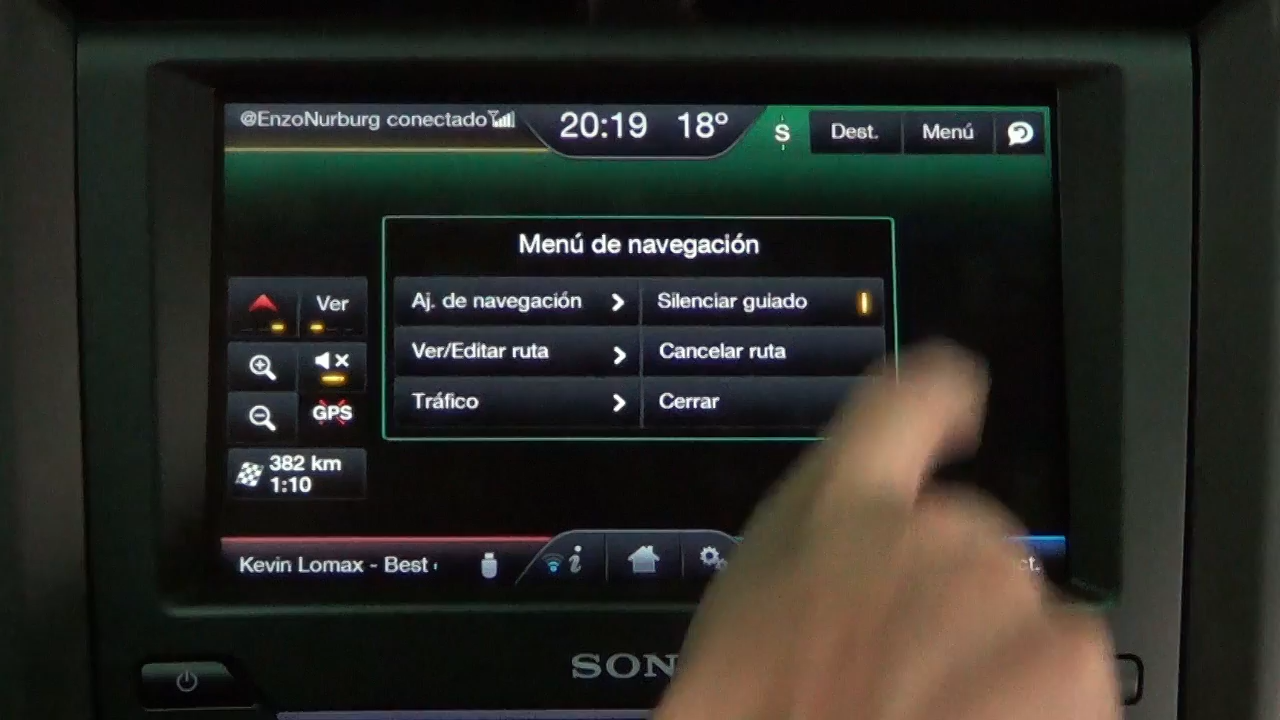 @EnzoNurburg conectado
20:19 18°
S
Dest.
Menú
Menú de navegación
Aj. de navegación
Silenciar guiado
Ver/Editar ruta
Cancelar ruta
Tráfico
Cerrar
Ver
GPS
382 km
1:10
Kevin Lomax - Best
i